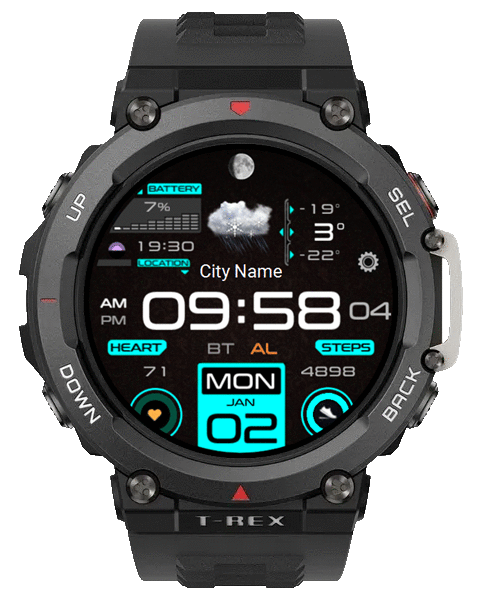 BATTERY
7%
-19°
19:30
3°
LOCATION
-22°
City Name
AM
PM
09:58 04
HEART
BT AL
STEPS
71
MON
4898
JAN
02
UP
SEL
DOWN
BACK
T-REX